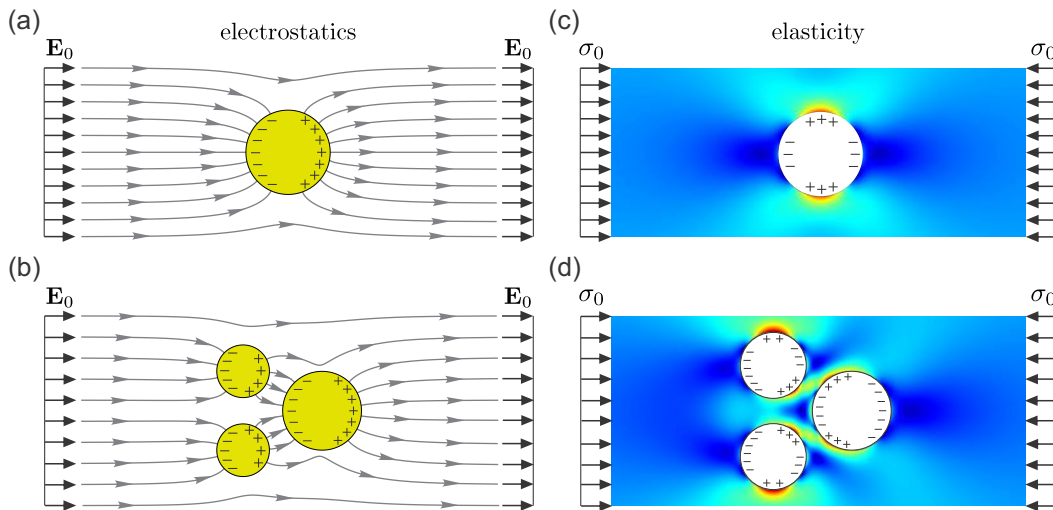 (a)
electrostatics
E₀
E₀
(c)
elasticity
σ₀
σ₀
(b)
E₀
E₀
(d)
σ₀
σ₀